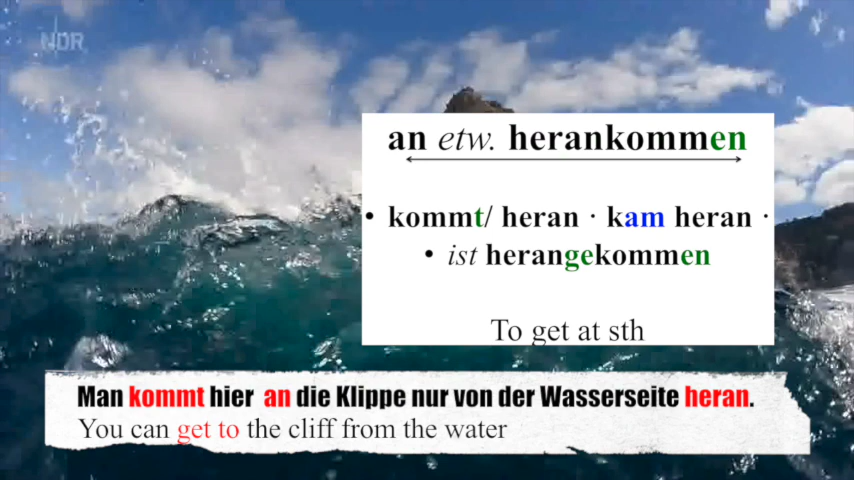 NDR
an etw. herankommen
• kommt/ heran · kam heran ·
• ist herangekommen
To get at sth
Man kommt hier an die Klippe nur von der Wasserseite heran.
You can get to the cliff from the water